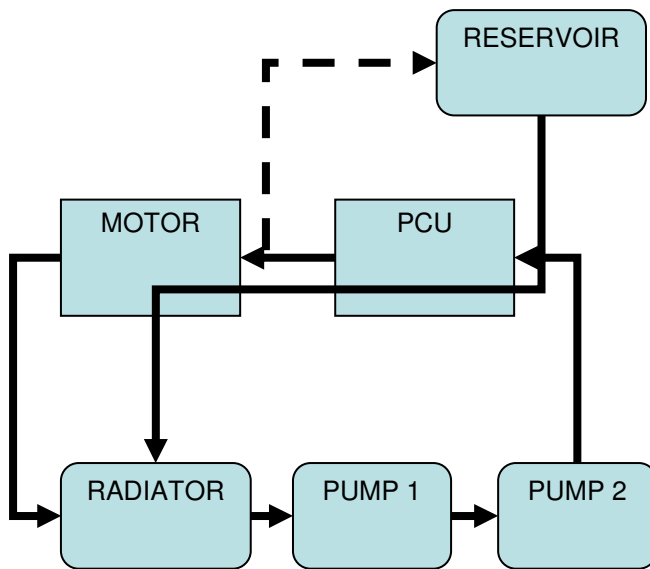 RESERVOIR
MOTOR
PCU
RADIATOR
PUMP 1
PUMP 2